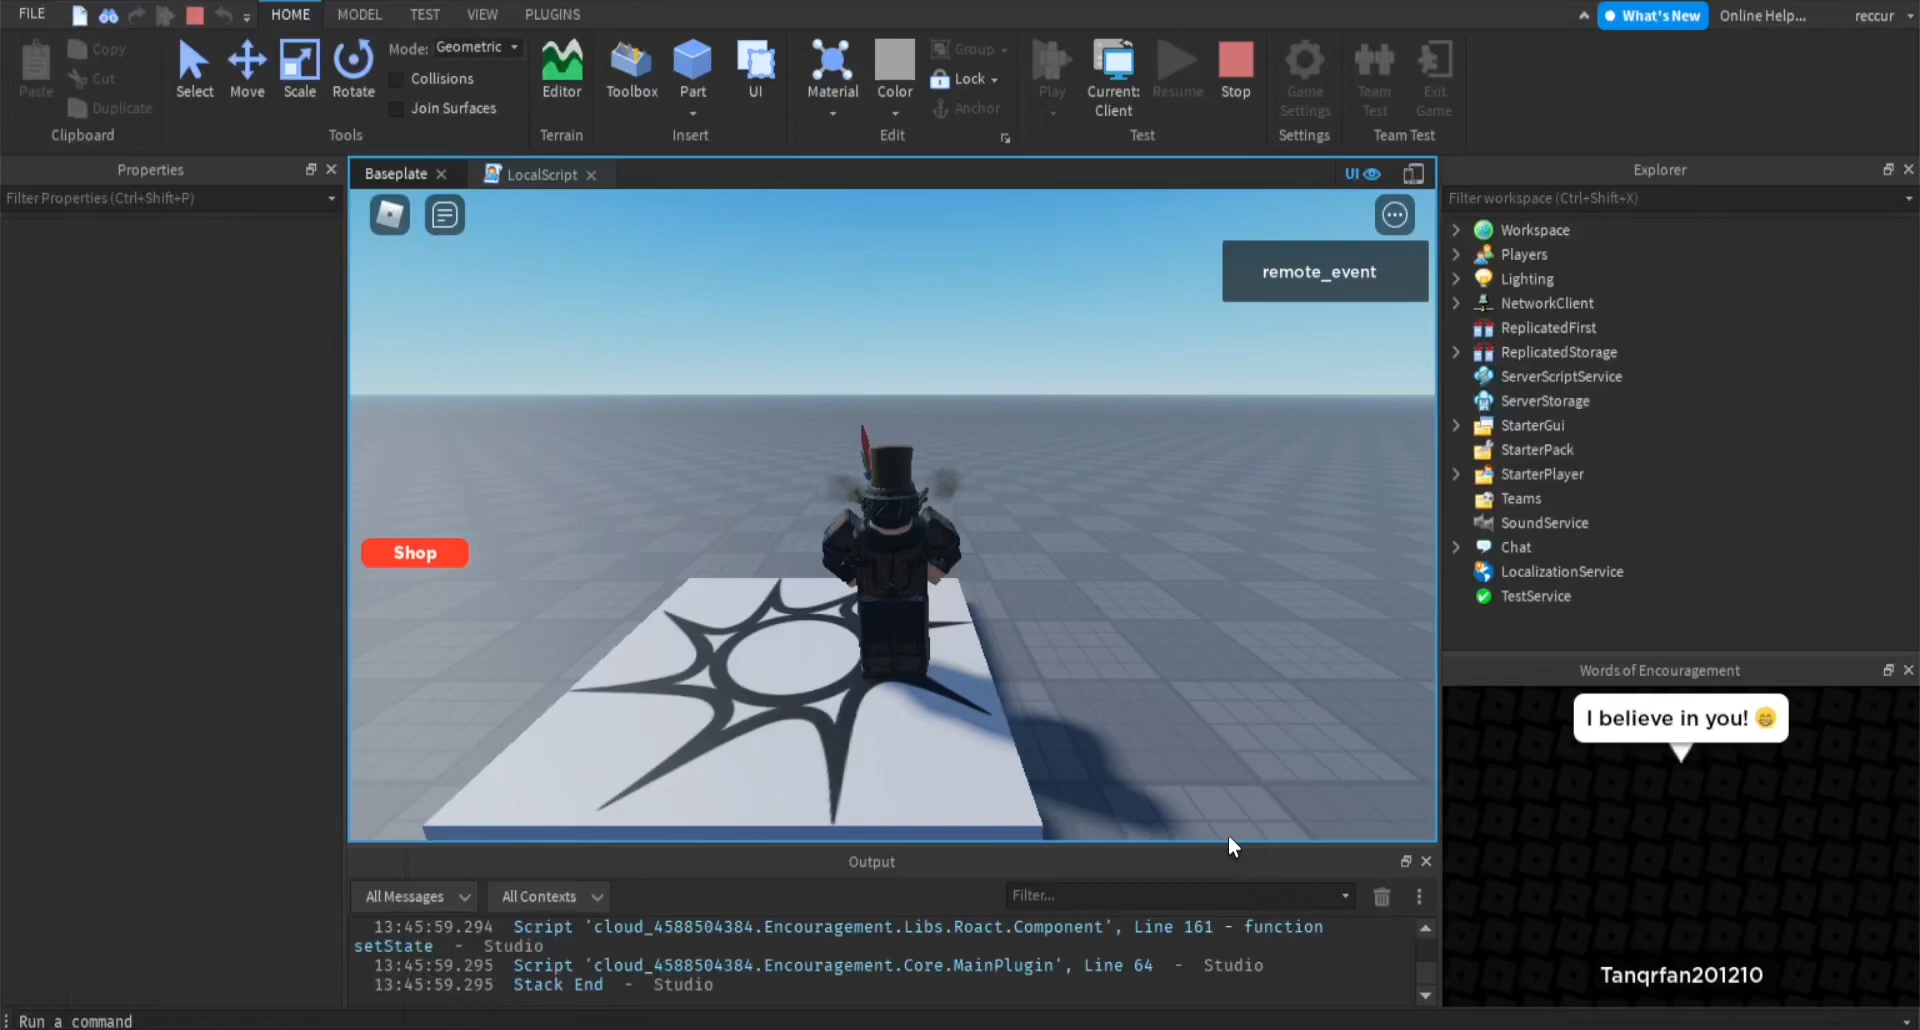 FILE
HOME
MODEL
TEST
VIEW
PLUGINS
What's New
Online Help...
reccur
Paste
Copy
Cut
Duplicate
Clipboard
Select
Move
Scale
Rotate
Mode: Geometric
Collisions
Join Surfaces
Tools
Editor
Terrain
Toolbox
Part
UI
Insert
Material
Color
Group
Lock
Anchor
Edit
Play
Current:
Client
Resume
Stop
Test
Game
Settings
Settings
Team
Test
Exit
Game
Team Test
Properties
Filter Properties (Ctrl+Shift+P)
Baseplate
LocalScript
UI
remote_event
Shop
Explorer
Filter workspace (Ctrl+Shift+X)
Workspace
Players
Lighting
NetworkClient
ReplicatedFirst
ReplicatedStorage
ServerScriptService
ServerStorage
StarterGui
StarterPack
StarterPlayer
Teams
SoundService
Chat
LocalizationService
TestService
Words of Encouragement
I believe in you! 😁
Tanqrfan201210
Output
All Messages
All Contexts
Filter...
13:45:59.294 Script 'cloud_4588504384.Encouragement.Libs.Roact.Component', Line 161 - function
setState - Studio
13:45:59.295 Script 'cloud_4588504384.Encouragement.Core.MainPlugin', Line 64 - Studio
13:45:59.295 Stack End - Studio
Run a command